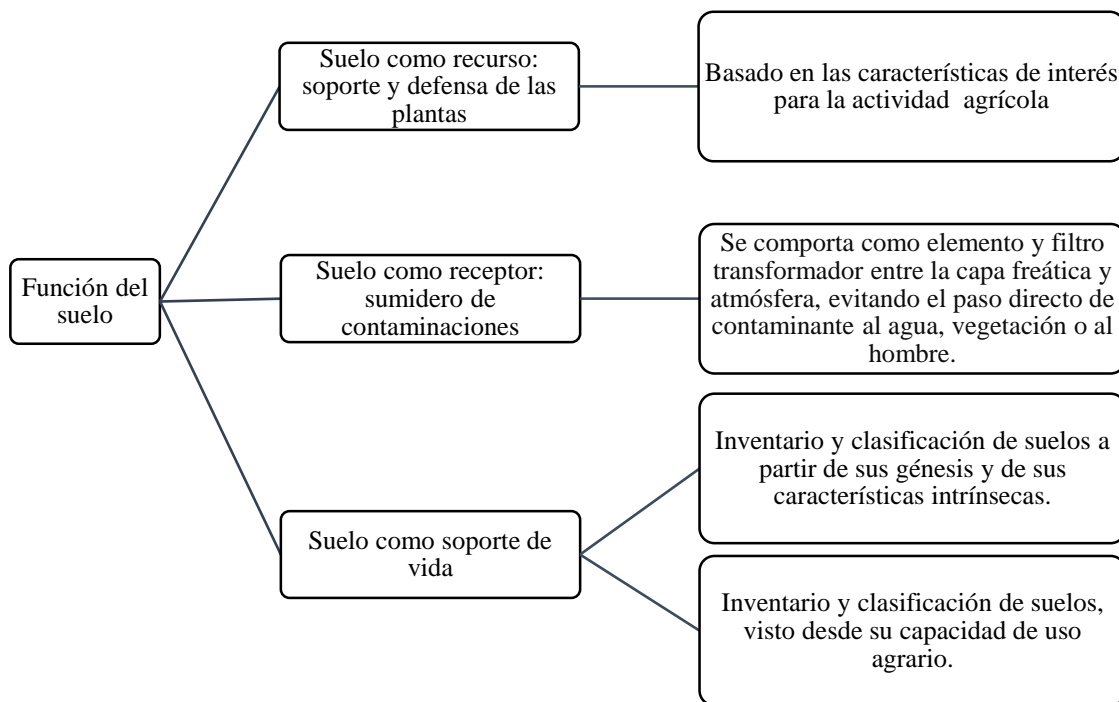 Función del
suelo
Suelo como recurso:
soporte y defensa de las
plantas
Basado en las características de interés
para la actividad agrícola
Suelo como receptor:
sumidero de
contaminaciones
Se comporta como elemento y filtro
transformador entre la capa freática y
atmósfera, evitando el paso directo de
contaminante al agua, vegetación o al
hombre.
Suelo como soporte de
vida
Inventario y clasificación de suelos a
partir de sus génesis y de sus
características intrínsecas.
Inventario y clasificación de suelos,
visto desde su capacidad de uso
agrario.